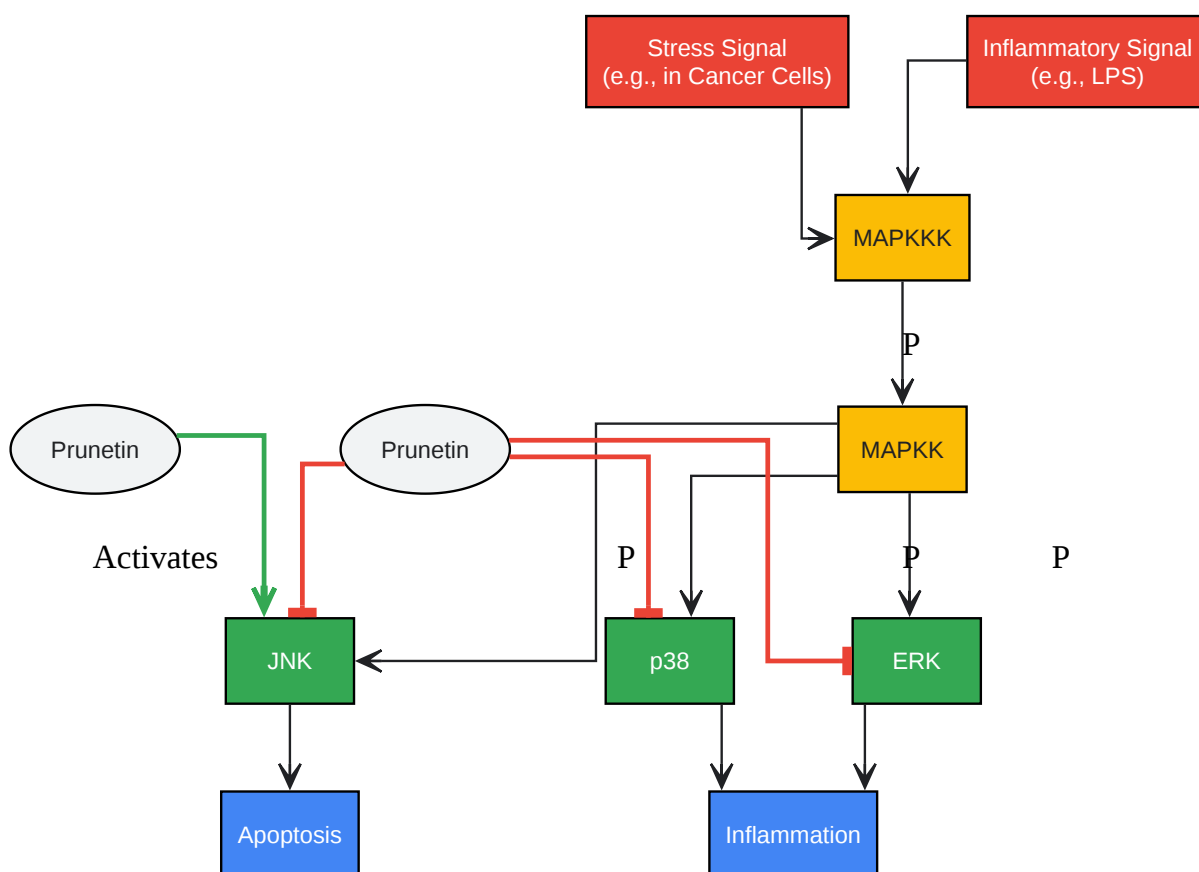 Stress Signal
(e.g., in Cancer Cells)
Inflammatory Signal
(e.g., LPS)
MAPKKK
P
Prunetin
Prunetin
MAPKK
Activates
P
P
P
JNK
p38
ERK
Apoptosis
Inflammation